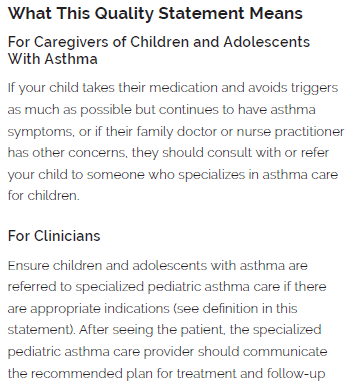 What This Quality Statement Means
For Caregivers of Children and Adolescents
With Asthma
If your child takes their medication and avoids triggers
as much as possible but continues to have asthma
symptoms, or if their family doctor or nurse practitioner
has other concerns, they should consult with or refer
your child to someone who specializes in asthma care
for children.
For Clinicians
Ensure children and adolescents with asthma are
referred to specialized pediatric asthma care if there
are appropriate indications (see definition in this
statement). After seeing the patient, the specialized
pediatric asthma care provider should communicate
the recommended plan for treatment and follow-up